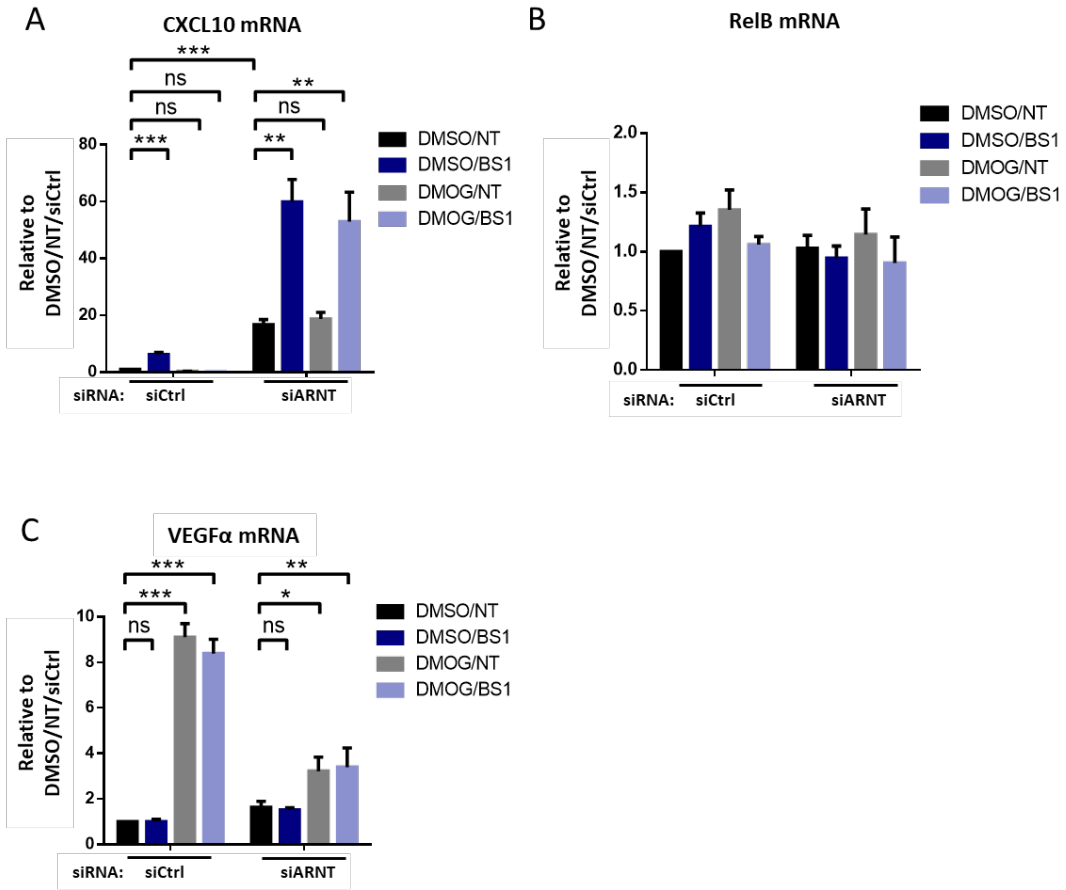 A
CXCL10 mRNA
***
ns
**
ns
ns
***
**
80
60
40
20
0
Relative to
DMSO/NT/siCtrl
DMSO/NT
DMSO/BS1
DMOG/NT
DMOG/BS1
siRNA: siCtrl siARNT
B
RelB mRNA
2.0
1.5
1.0
0.5
0.0
Relative to
DMSO/NT/siCtrl
DMSO/NT
DMSO/BS1
DMOG/NT
DMOG/BS1
siRNA: siCtrl siARNT
C
VEGFα mRNA
***
**
***
*
ns
ns
10
8
6
4
2
0
Relative to
DMSO/NT/siCtrl
DMSO/NT
DMSO/BS1
DMOG/NT
DMOG/BS1
siRNA: siCtrl siARNT